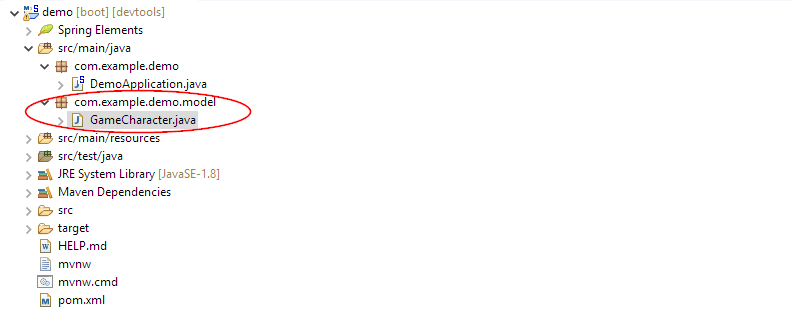 demo [boot] [devtools]
Spring Elements
src/main/java
com.example.demo
DemoApplication.java
com.example.demo.model
GameCharacter.java
src/main/resources
src/test/java
JRE System Library [JavaSE-1.8]
Maven Dependencies
src
target
HELP.md
mvnw
mvnw.cmd
pom.xml